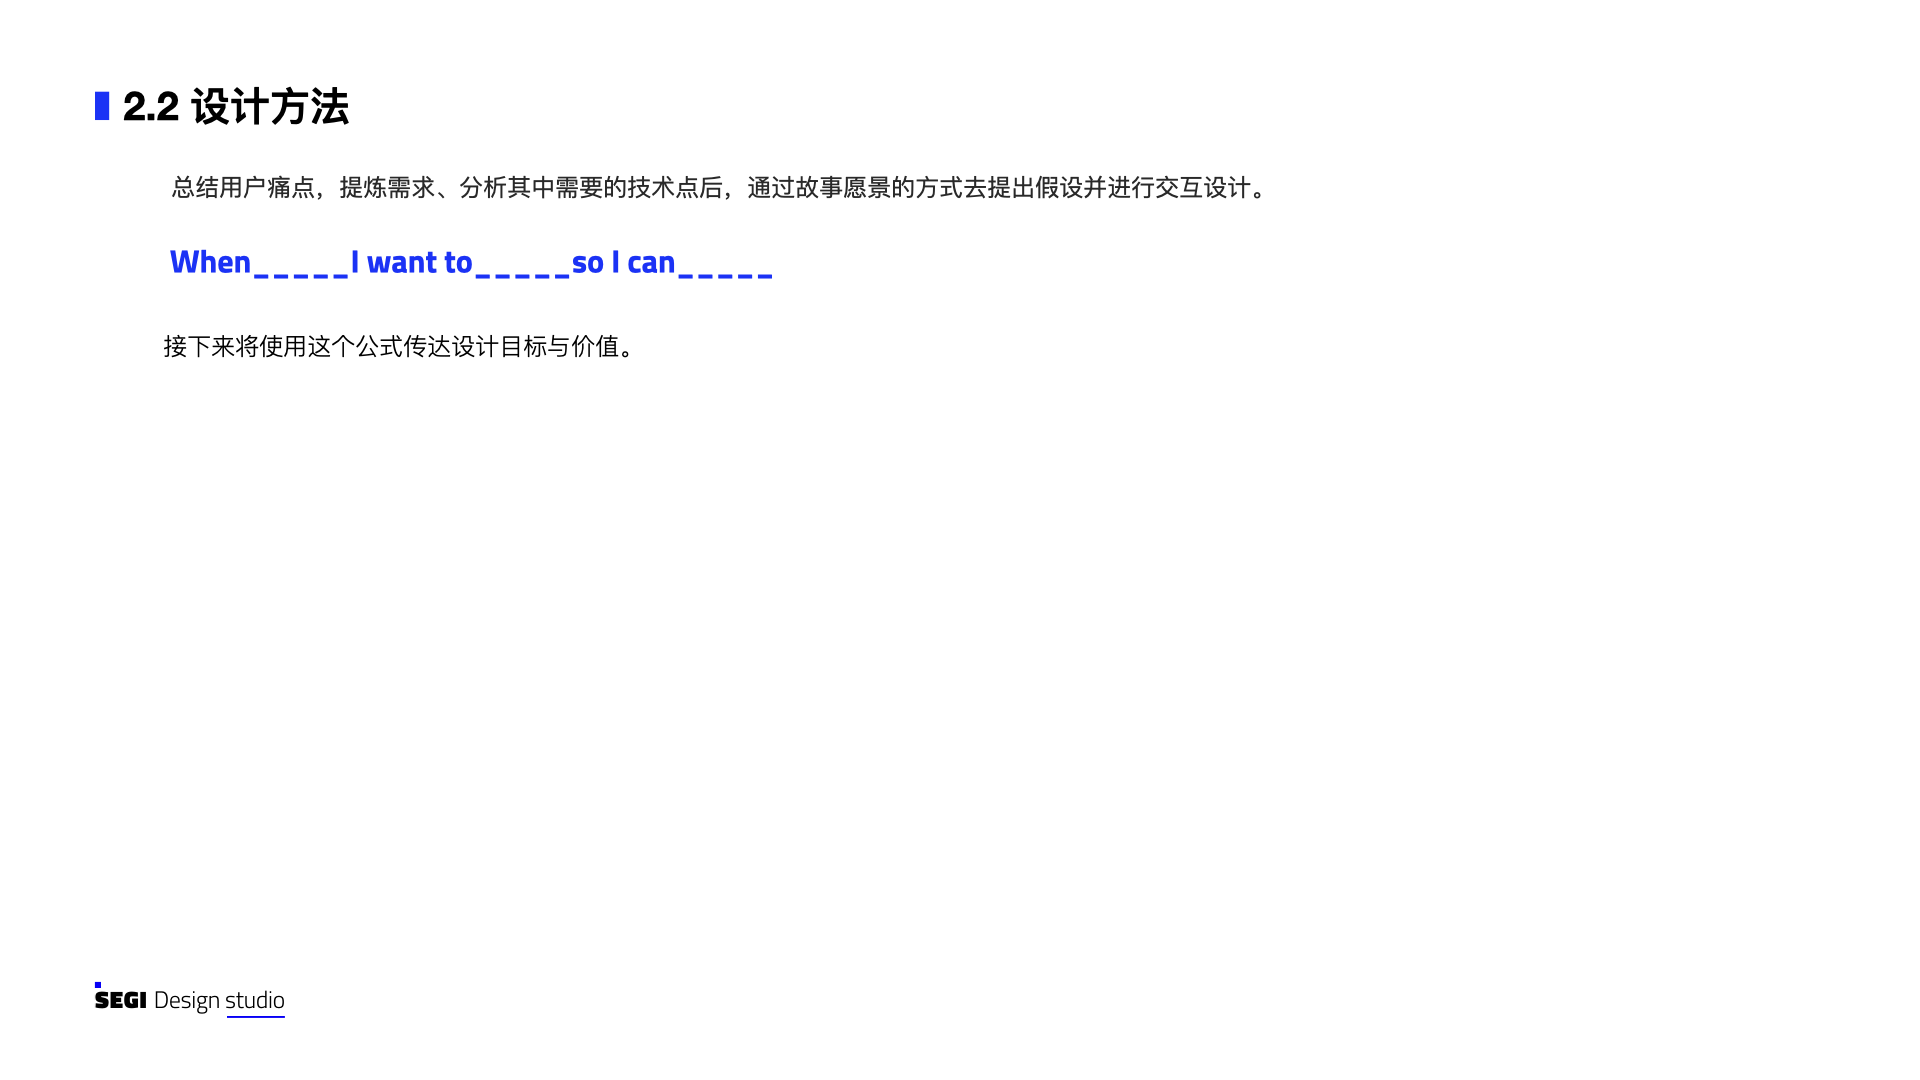 2.2 设计方法
总结用户痛点，提炼需求、分析其中需要的技术点后，通过故事愿景的方式去提出假设并进行交互设计。
When_____I want to_____so I can_____
接下来将使用这个公式传达设计目标与价值。
SEGI Design studio